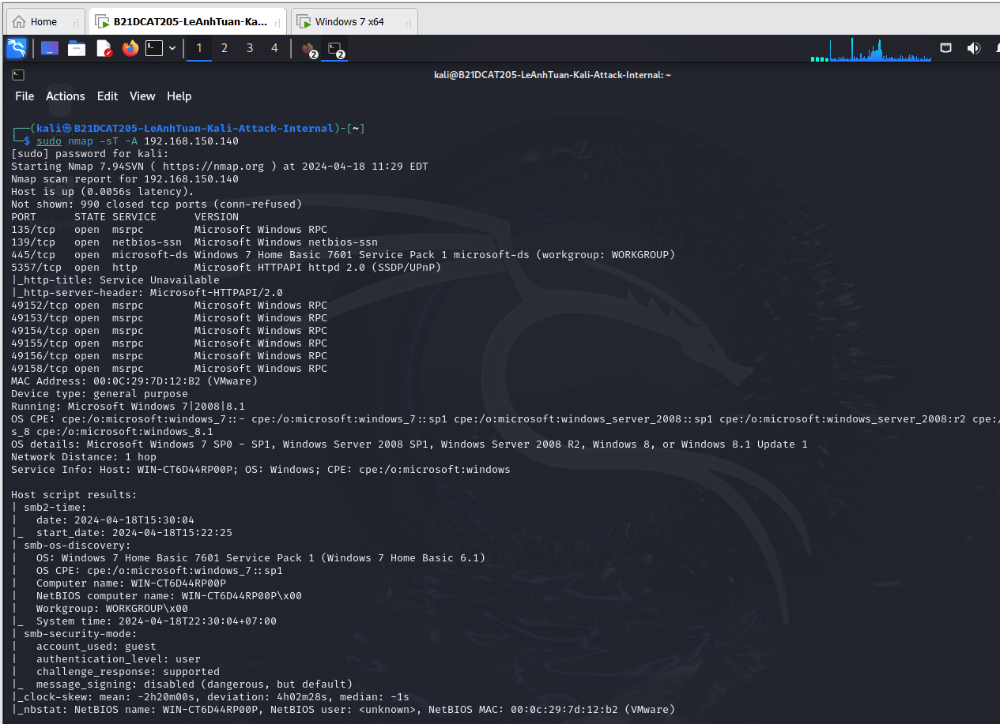 Home
B21DCAT205-LeAnhTuan-Ka...
Windows 7 x64
1 2 3 4 2 2
kali@B21DCAT205-LeAnhTuan-Kali-Attack-Internal: ~
File Actions Edit View Help
┌──(kali㉿B21DCAT205-LeAnhTuan-Kali-Attack-Internal)-[~]
└─$ sudo nmap -sT -A 192.168.150.140
[sudo] password for kali:
Starting Nmap 7.94SVN ( https://nmap.org ) at 2024-04-18 11:29 EDT
Nmap scan report for 192.168.150.140
Host is up (0.0056s latency).
Not shown: 990 closed tcp ports (conn-refused)
PORT      STATE SERVICE      VERSION
135/tcp   open  msrpc        Microsoft Windows RPC
139/tcp   open  netbios-ssn  Microsoft Windows netbios-ssn
445/tcp   open  microsoft-ds Windows 7 Home Basic 7601 Service Pack 1 microsoft-ds (workgroup: WORKGROUP)
5357/tcp  open  http         Microsoft HTTPAPI httpd 2.0 (SSDP/UPnP)
|_http-title: Service Unavailable
|_http-server-header: Microsoft-HTTPAPI/2.0
49152/tcp open  msrpc        Microsoft Windows RPC
49153/tcp open  msrpc        Microsoft Windows RPC
49154/tcp open  msrpc        Microsoft Windows RPC
49155/tcp open  msrpc        Microsoft Windows RPC
49156/tcp open  msrpc        Microsoft Windows RPC
49158/tcp open  msrpc        Microsoft Windows RPC
MAC Address: 00:0C:29:7D:12:B2 (VMware)
Device type: general purpose
Running: Microsoft Windows 7|2008|8.1
OS CPE: cpe:/o:microsoft:windows_7::- cpe:/o:microsoft:windows_7::sp1 cpe:/o:microsoft:windows_server_2008::sp1 cpe:/o:microsoft:windows_server_2008:r2 cpe:/
s_8 cpe:/o:microsoft:windows_8.1
OS details: Microsoft Windows 7 SP0 - SP1, Windows Server 2008 SP1, Windows Server 2008 R2, Windows 8, or Windows 8.1 Update 1
Network Distance: 1 hop
Service Info: Host: WIN-CT6D44RP00P; OS: Windows; CPE: cpe:/o:microsoft:windows
Host script results:
| smb2-time:
|   date: 2024-04-18T15:30:04
|_  start_date: 2024-04-18T15:22:25
| smb-os-discovery:
|   OS: Windows 7 Home Basic 7601 Service Pack 1 (Windows 7 Home Basic 6.1)
|   OS CPE: cpe:/o:microsoft:windows_7::sp1
|   Computer name: WIN-CT6D44RP00P
|   NetBIOS computer name: WIN-CT6D44RP00P\x00
|   Workgroup: WORKGROUP\x00
|_  System time: 2024-04-18T22:30:04+07:00
| smb-security-mode:
|   account_used: guest
|   authentication_level: user
|   challenge_response: supported
|_  message_signing: disabled (dangerous, but default)
|_clock-skew: mean: -2h20m00s, deviation: 4h02m28s, median: -1s
|_nbstat: NetBIOS name: WIN-CT6D44RP00P, NetBIOS user: <unknown>, NetBIOS MAC: 00:0c:29:7d:12:b2 (VMware)